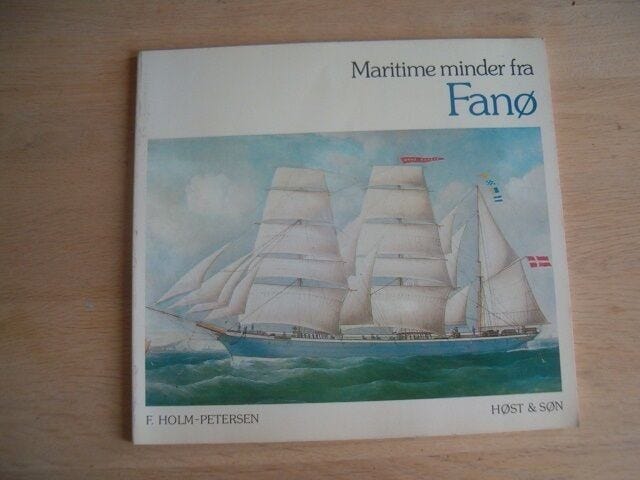 Maritime minder fra
Fanø
F. HOLM-PETERSEN
HØST & SØN